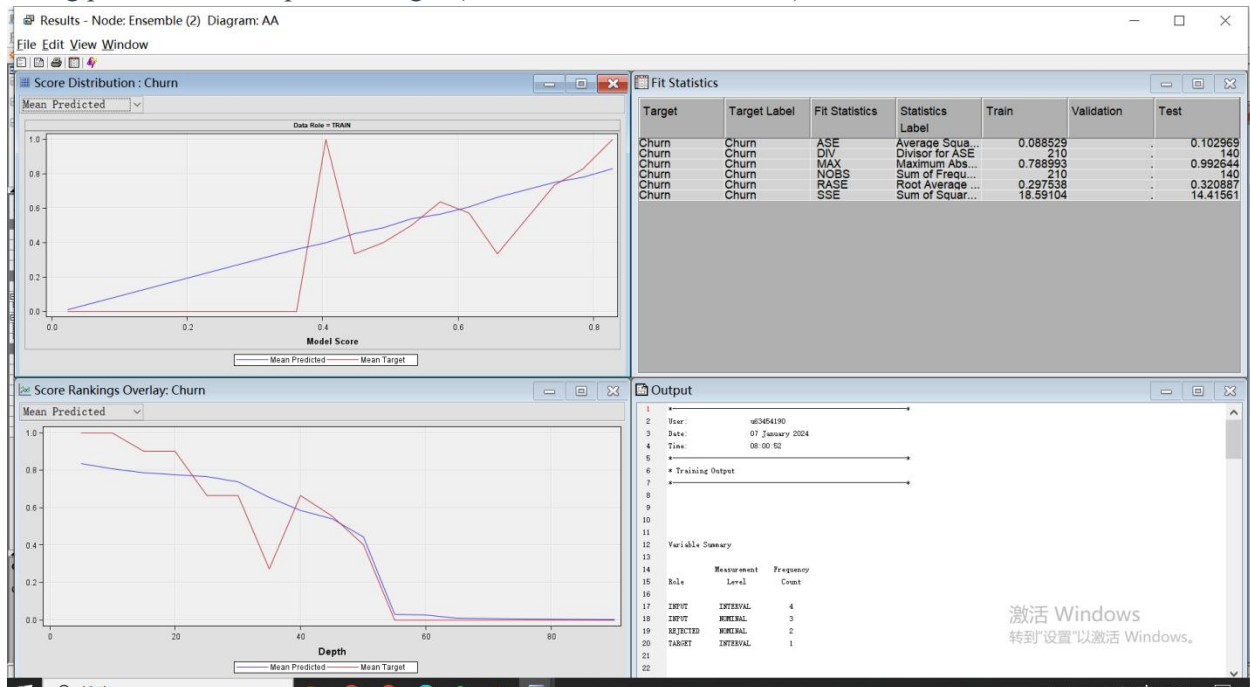 Results - Node: Ensemble (2) Diagram: AA
File Edit View Window
Score Distribution : Churn
Mean Predicted
Data Role = TRAIN
1.0
0.8
0.6
0.4
0.2
0.0
0.0 0.2 0.4 0.6 0.8
Model Score
Mean Predicted Mean Target
Fit Statistics
Target Target Label Fit Statistics Statistics Label Train Validation Test
Churn Churn ASE Average Squa... 0.088529 . 0.102969
Churn Churn DIV Divisor for ASE 210 . 140
Churn Churn MAX Maximum Abs... 0.788993 . 0.992644
Churn Churn NOBS Sum of Frequ... 210 . 140
Churn Churn RASE Root Average ... 0.297538 . 0.320887
Churn Churn SSE Sum of Squar... 18.59104 . 14.41561
Score Rankings Overlay: Churn
Mean Predicted
1.0
0.8
0.6
0.4
0.2
0.0
0 20 40 60 80
Depth
Mean Predicted Mean Target
Output
1 *
2 User: u63454190
3 Date: 07 January 2024
4 Time: 08:00:52
5 *
6 * Training Output
7 *
8
9
10
11
12 Variable Summary
13
14 Measurement Frequency
15 Role Level Count
16
17 INPUT INTERVAL 4
18 INPUT NOMINAL 3
19 REJECTED NOMINAL 2
20 TARGET INTERVAL 1
21
22
激活 Windows
转到"设置"以激活 Windows。